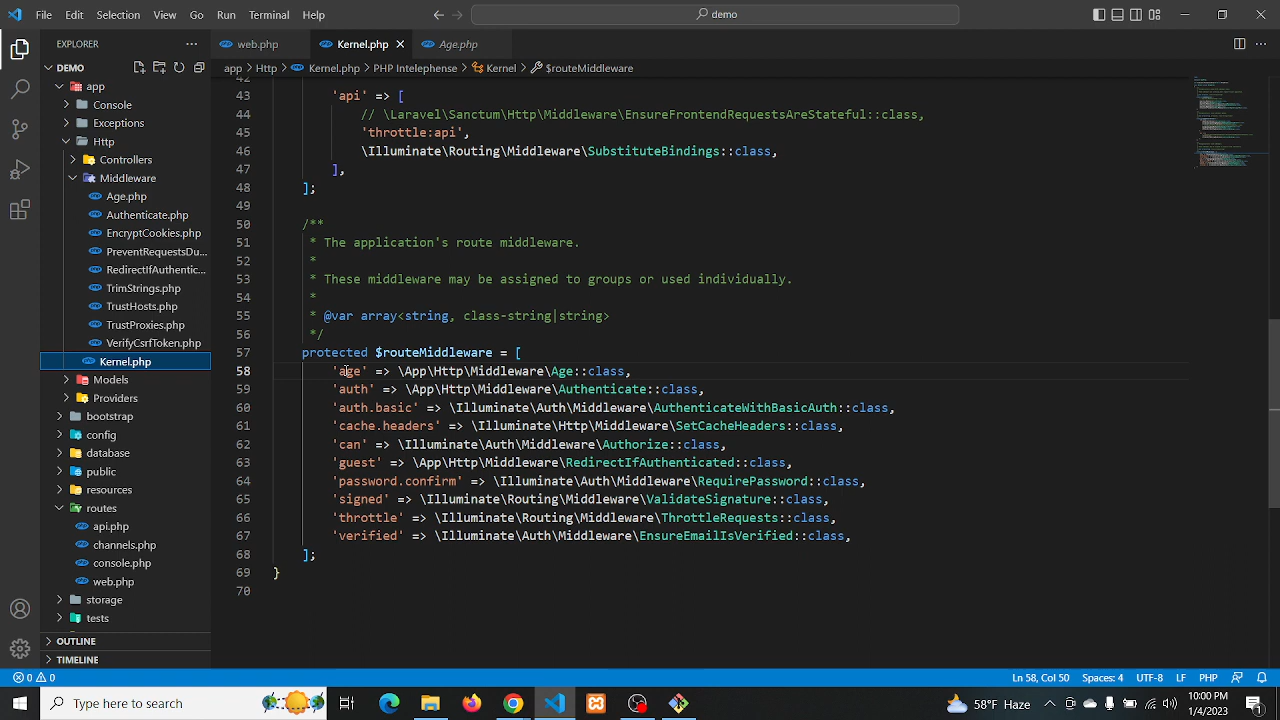 File Edit Selection View Go Run Terminal Help
demo
EXPLORER
web.php
Kernel.php
Age.php
DEMO
app > Http > Kernel.php > PHP Intelephense > Kernel > $routeMiddleware
app
Console
Exceptions
Http
Controllers
Middleware
Age.php
Authenticate.php
EncryptCookies.php
PreventRequestsDu...
RedirectIfAuthentic...
TrimStrings.php
TrustHosts.php
TrustProxies.php
VerifyCsrfToken.php
Kernel.php
Models
Providers
bootstrap
config
database
public
resources
routes
api.php
channels.php
console.php
web.php
storage
tests
OUTLINE
TIMELINE
42
43 'api' => [
44 // \Laravel\Sanctum\Http\Middleware\EnsureFrontendRequestsAreStateful::class,
45 'throttle:api',
46 \Illuminate\Routing\Middleware\SubstituteBindings::class,
47 ],
48 ];
49
50 /**
51 * The application's route middleware.
52 *
53 * These middleware may be assigned to groups or used individually.
54 *
55 * @var array<string, class-string|string>
56 */
57 protected $routeMiddleware = [
58 'age' => \App\Http\Middleware\Age::class,
59 'auth' => \App\Http\Middleware\Authenticate::class,
60 'auth.basic' => \Illuminate\Auth\Middleware\AuthenticateWithBasicAuth::class,
61 'cache.headers' => \Illuminate\Http\Middleware\SetCacheHeaders::class,
62 'can' => \Illuminate\Auth\Middleware\Authorize::class,
63 'guest' => \App\Http\Middleware\RedirectIfAuthenticated::class,
64 'password.confirm' => \Illuminate\Auth\Middleware\RequirePassword::class,
65 'signed' => \Illuminate\Routing\Middleware\ValidateSignature::class,
66 'throttle' => \Illuminate\Routing\Middleware\ThrottleRequests::class,
67 'verified' => \Illuminate\Auth\Middleware\EnsureEmailIsVerified::class,
68 ];
69 }
70
0 0 Ln 58, Col 50 Spaces: 4 UTF-8 LF PHP
Type here to search
58°F Haze
10:00 PM
1/4/2023